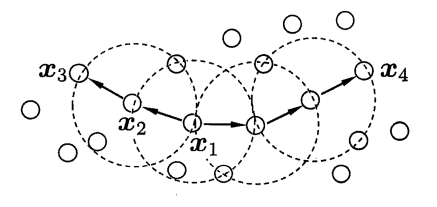 x₃ x₄
x₂ x₁